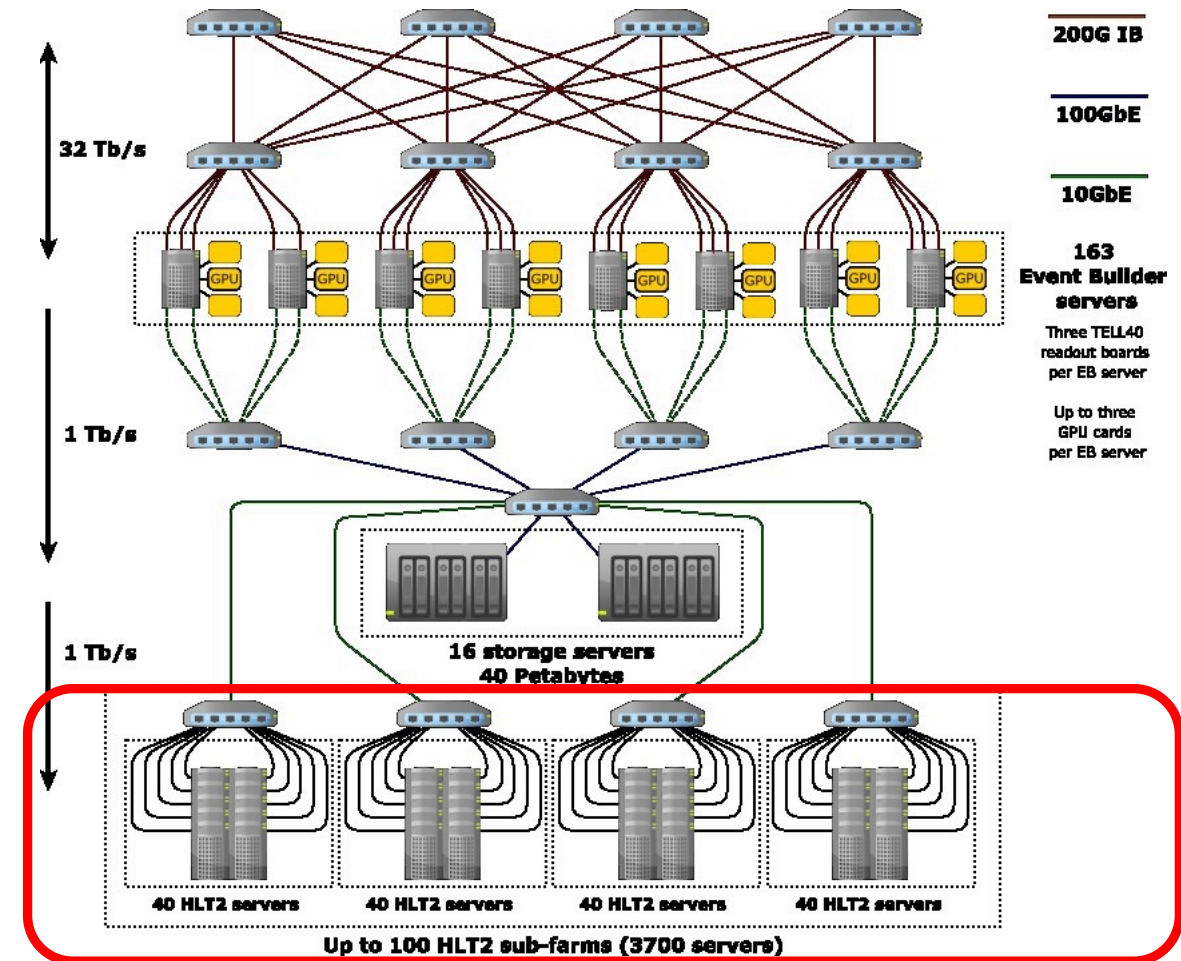 200G IB
100GbE
10GbE
32 Tb/s
163
Event Builder
servers
Three TELL40
readout boards
per EB server
Up to three
GPU cards
per EB server
GPU
GPU
GPU
GPU
GPU
GPU
GPU
GPU
1 Tb/s
16 storage servers
40 Petabytes
1 Tb/s
40 HLT2 servers
40 HLT2 servers
40 HLT2 servers
40 HLT2 servers
Up to 100 HLT2 sub-farms (3700 servers)